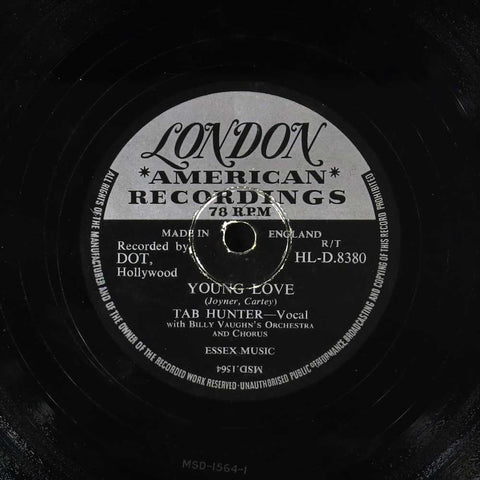 LONDON
*AMERICAN*
RECORDINGS
78 RPM
MADE IN ENGLAND
Recorded by R/T
DOT, HL-D.8380
Hollywood
YOUNG LOVE
(Joyner, Cartey)
TAB HUNTER—Vocal
with BILLY VAUGHN'S ORCHESTRA
AND CHORUS
ESSEX MUSIC
MSD.1564
ALL RIGHTS OF THE MANUFACTURER AND OF THE OWNER OF THE RECORDED WORK RESERVED·UNAUTHORISED PUBLIC PERFORMANCE, BROADCASTING AND COPYING OF THIS RECORD PROHIBITED
MSD-1564-1